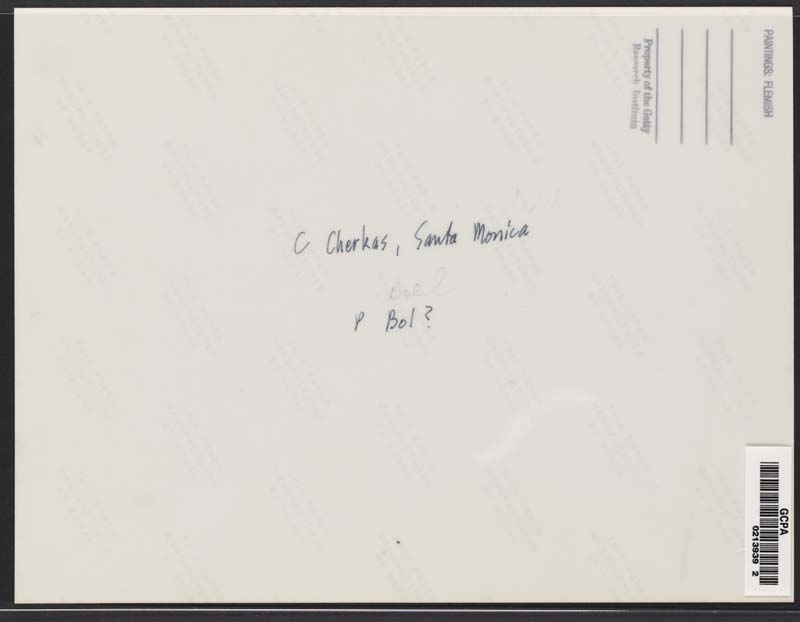 PAINTINGS: FLEMISH
Property of the Getty
Research Institute
C Cherkas, Santa Monica
Boel
P Bol?
GCPA
0213939 2